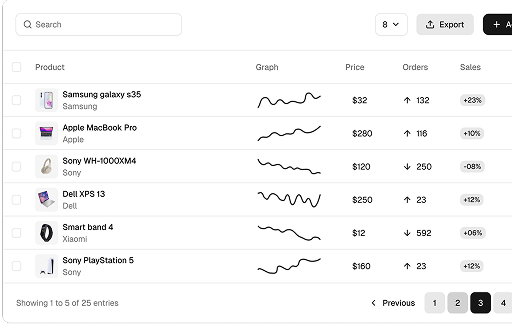 Search
8
Export
Product Graph Price Orders Sales
Samsung galaxy s35
Samsung
$32 132 +23%
Apple MacBook Pro
Apple
$280 116 +10%
Sony WH-1000XM4
Sony
$120 250 -08%
Dell XPS 13
Dell
$250 23 +12%
Smart band 4
Xiaomi
$12 592 +06%
Sony PlayStation 5
Sony
$160 23 +12%
Showing 1 to 5 of 25 entries
Previous 1 2 3 4